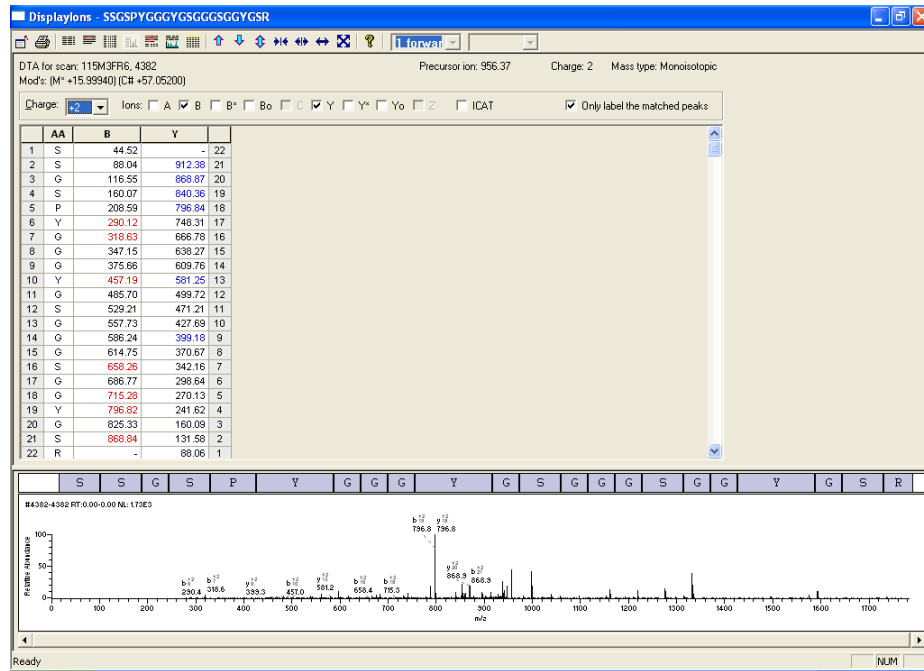 DisplayIons - SSGSPYGGGYGSGGGSGGYGSR
1 forwar
DTA for scan: 115M3FR6, 4382 Precursor ion: 956.37 Charge: 2 Mass type: Monoisotopic
Mod's: (M* +15.99940) (C# +57.05200)
Charge: +2 Ions: A B B* Bo C Y Y* Yo Z ICAT Only label the matched peaks
AA B Y
1 S 44.52 - 22
2 S 88.04 912.38 21
3 G 116.55 868.87 20
4 S 160.07 840.36 19
5 P 208.59 796.84 18
6 Y 290.12 748.31 17
7 G 318.63 666.78 16
8 G 347.15 638.27 15
9 G 375.66 609.76 14
10 Y 457.19 581.25 13
11 G 485.70 499.72 12
12 S 529.21 471.21 11
13 G 557.73 427.69 10
14 G 586.24 399.18 9
15 G 614.75 370.67 8
16 S 658.26 342.16 7
17 G 686.77 298.64 6
18 G 715.28 270.13 5
19 Y 796.82 241.62 4
20 G 825.33 160.09 3
21 S 868.84 131.58 2
22 R - 88.06 1
S S G S P Y G G G Y G S G G G S G G Y G S R
#4382-4382 RT:0.00-0.00 NL: 1.73E3
796.8 796.8
868.9 868.9
290.4 318.6 399.3 457.0 581.2 658.4 715.3
Relative Abundance
100
50
0
0 100 200 300 400 500 600 700 800 900 1000 1100 1200 1300 1400 1500 1600 1700
m/z
Ready NUM